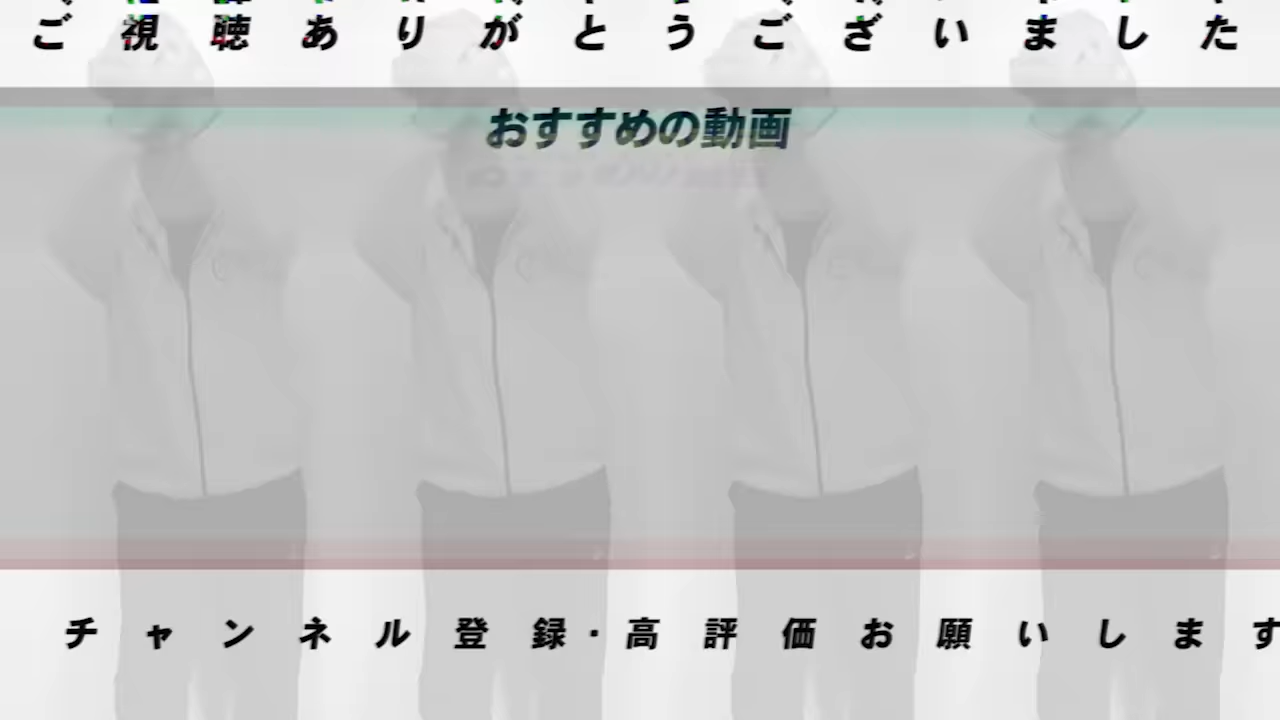 ご視聴ありがとうございました
おすすめの動画
チャンネル登録・高評価お願いします